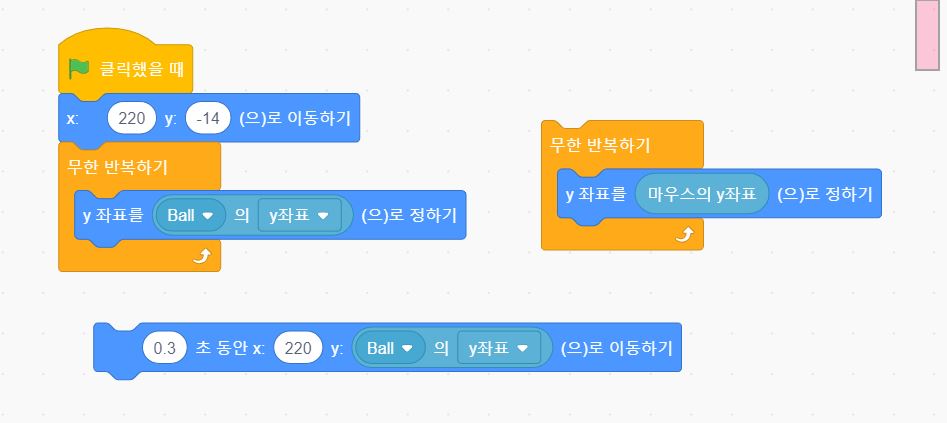 클릭했을 때
x: 220 y: -14 (으)로 이동하기
무한 반복하기
y 좌표를 Ball 의 y좌표 (으)로 정하기
무한 반복하기
y 좌표를 마우스의 y좌표 (으)로 정하기
0.3 초 동안 x: 220 y: Ball 의 y좌표 (으)로 이동하기